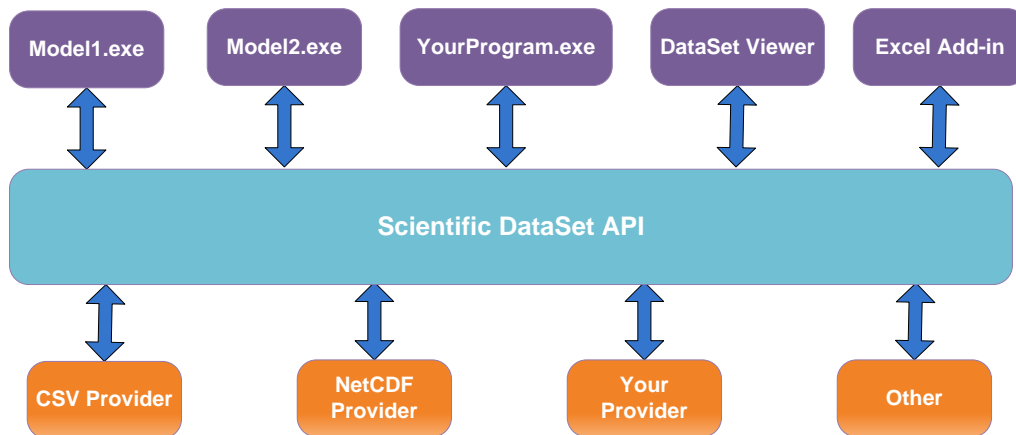 Model1.exe
Model2.exe
YourProgram.exe
DataSet Viewer
Excel Add-in
Scientific DataSet API
CSV Provider
NetCDF
Provider
Your
Provider
Other